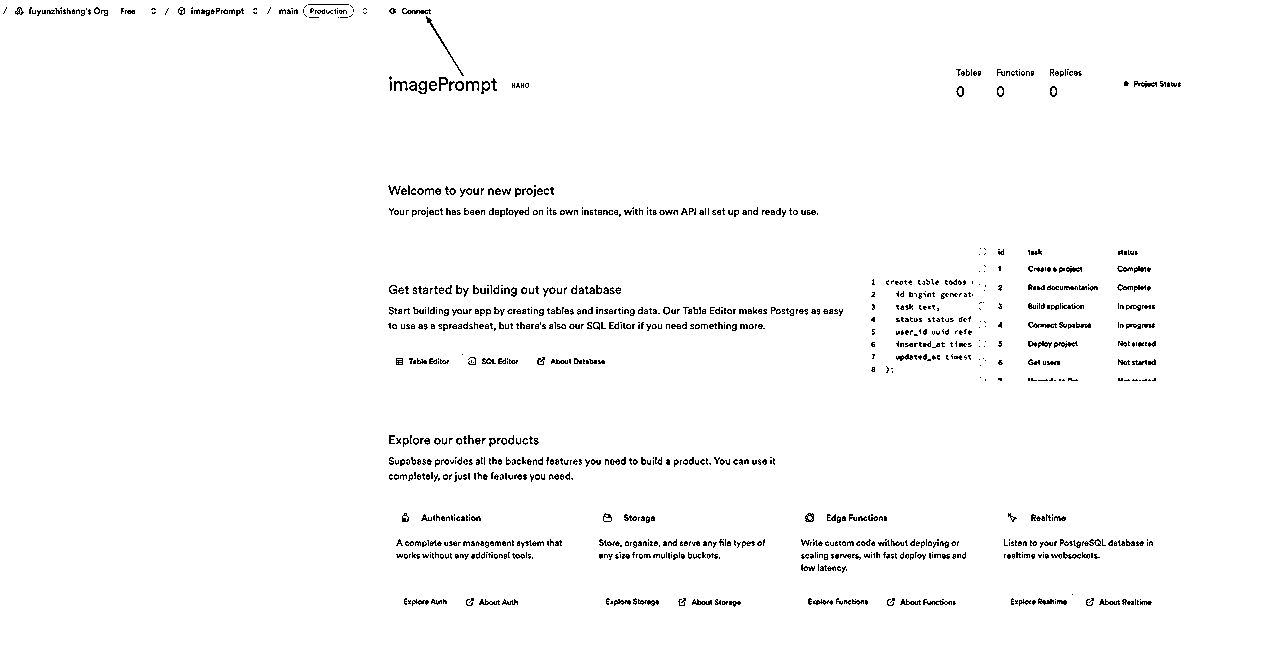 / fuyunzhisheng's Org Free / imagePrompt / main Production Connect
imagePrompt NANO
Tables Functions Replicas
0 0 0
Project Status
Welcome to your new project
Your project has been deployed on its own instance, with its own API all set up and ready to use.
Get started by building out your database
Start building your app by creating tables and inserting data. Our Table Editor makes Postgres as easy
to use as a spreadsheet, but there's also our SQL Editor if you need something more.
Table Editor SQL Editor About Database
1 create table todos
2 id bigint generat
3 task text,
4 status status def
5 user_id uuid refe
6 inserted_at times
7 updated_at timest
8 );
id task status
1 Create a project Complete
2 Read documentation Complete
3 Build application In progress
4 Connect Supabase In progress
5 Deploy project Not started
6 Get users Not started
7 Upgrade to Pro Not started
Explore our other products
Supabase provides all the backend features you need to build a product. You can use it
completely, or just the features you need.
Authentication
A complete user management system that
works without any additional tools.
Explore Auth About Auth
Storage
Store, organize, and serve any file types of
any size from multiple buckets.
Explore Storage About Storage
Edge Functions
Write custom code without deploying or
scaling servers, with fast deploy times and
low latency.
Explore Functions About Functions
Realtime
Listen to your PostgreSQL database in
realtime via websockets.
Explore Realtime About Realtime